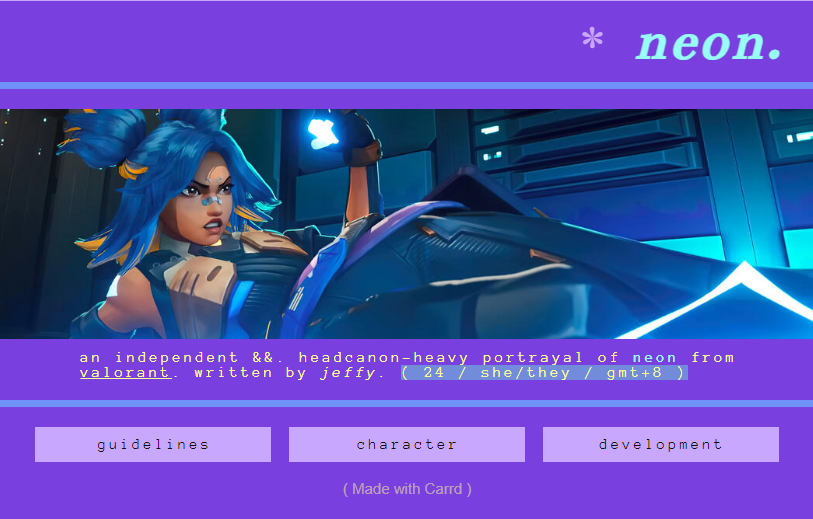 * neon.
an independent &&. headcanon-heavy portrayal of neon from
valorant. written by jeffy. ( 24 / she/they / gmt+8 )
guidelines character development
( Made with Carrd )